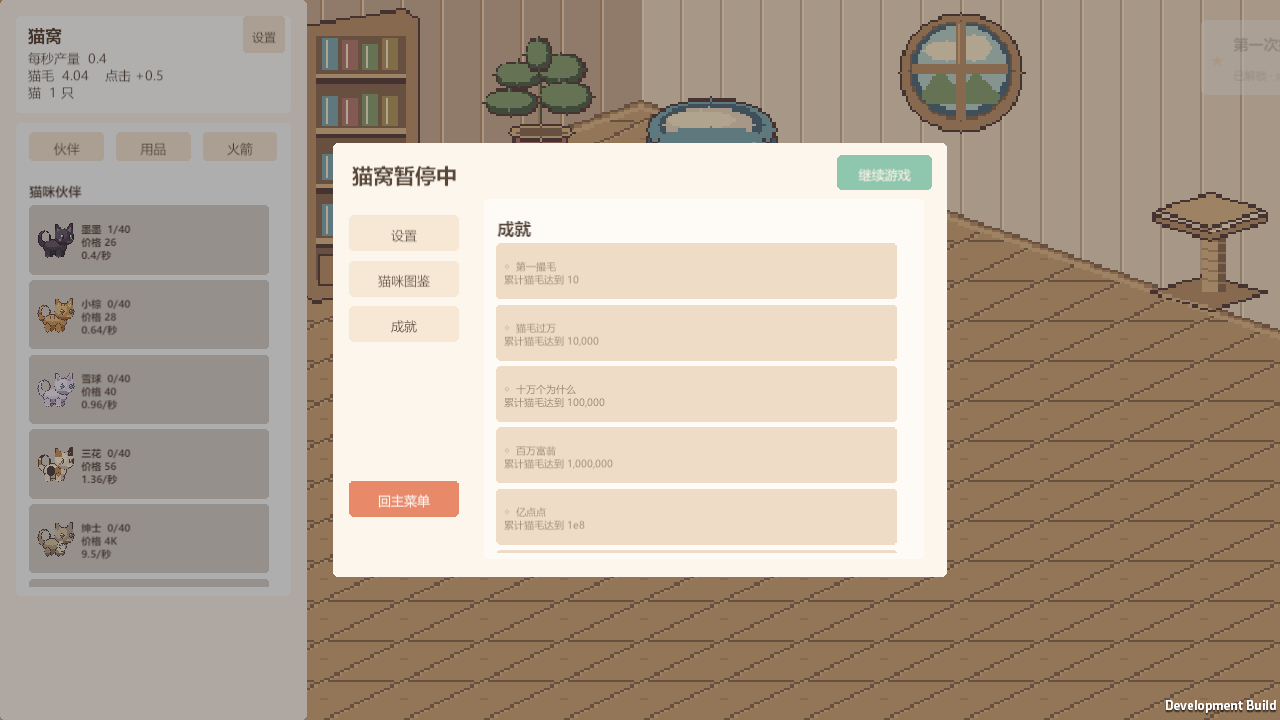 猫窝
设置
每秒产量 0.4
猫毛 4.04 点击 +0.5
猫 1 只
伙伴
用品
火箭
猫咪伙伴
墨墨 1/40
价格 26
0.4/秒
小棕 0/40
价格 28
0.64/秒
雪球 0/40
价格 40
0.96/秒
三花 0/40
价格 56
1.36/秒
绅士 0/40
价格 4K
9.5/秒
猫窝暂停中
继续游戏
设置
猫咪图鉴
成就
回主菜单
成就
第一撮毛
累计猫毛达到 10
猫毛过万
累计猫毛达到 10,000
十万个为什么
累计猫毛达到 100,000
百万富翁
累计猫毛达到 1,000,000
亿点点
累计猫毛达到 1e8
第一次
已解锁
Development Build